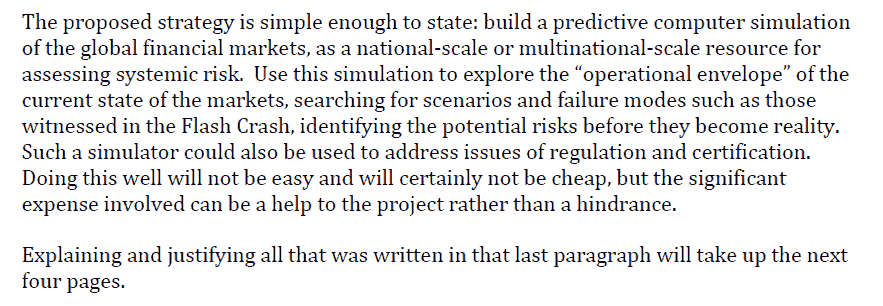 The proposed strategy is simple enough to state: build a predictive computer simulation
of the global financial markets, as a national-scale or multinational-scale resource for
assessing systemic risk.  Use this simulation to explore the “operational envelope” of the
current state of the markets, searching for scenarios and failure modes such as those
witnessed in the Flash Crash, identifying the potential risks before they become reality.
Such a simulator could also be used to address issues of regulation and certification.
Doing this well will not be easy and will certainly not be cheap, but the significant
expense involved can be a help to the project rather than a hindrance.
Explaining and justifying all that was written in that last paragraph will take up the next
four pages.